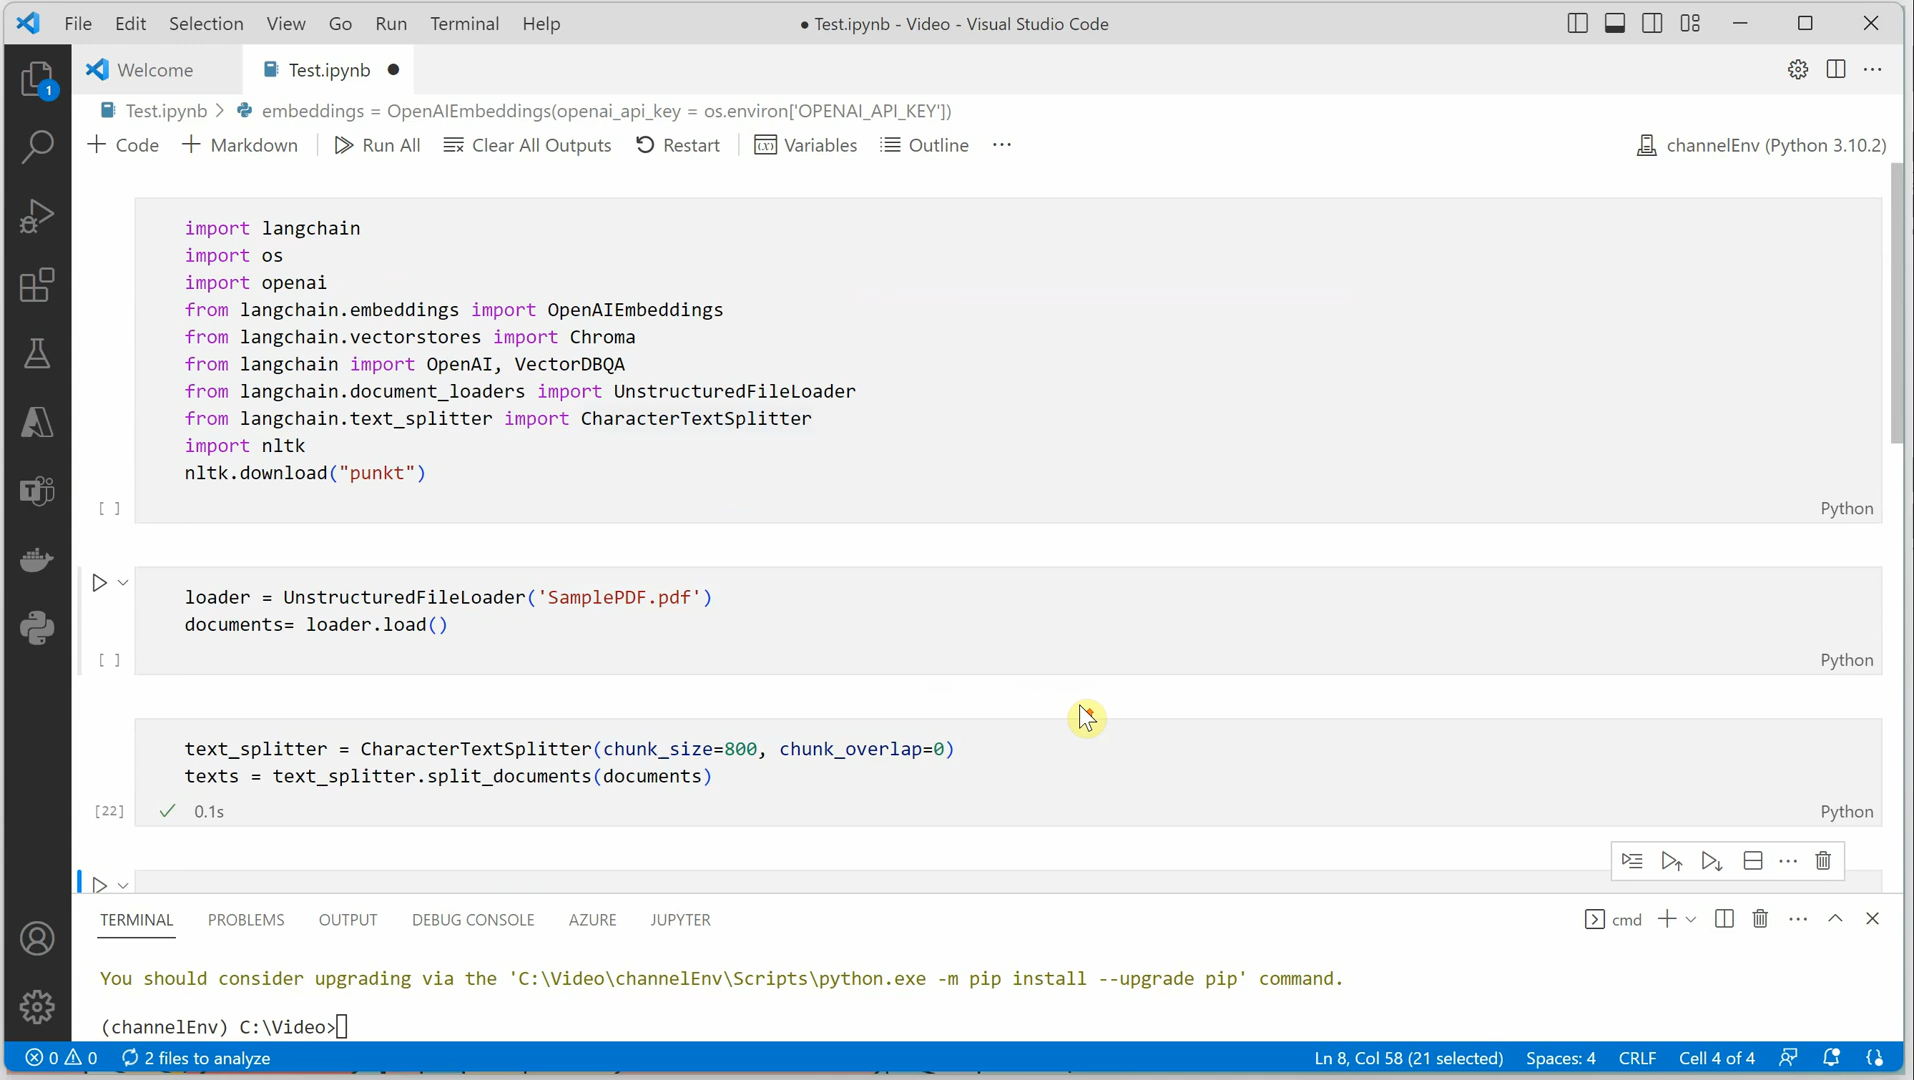 File Edit Selection View Go Run Terminal Help
● Test.ipynb - Video - Visual Studio Code
Welcome
Test.ipynb ●
1
Test.ipynb > embeddings = OpenAIEmbeddings(openai_api_key = os.environ['OPENAI_API_KEY'])
+ Code + Markdown Run All Clear All Outputs Restart Variables Outline ...
channelEnv (Python 3.10.2)
import langchain
import os
import openai
from langchain.embeddings import OpenAIEmbeddings
from langchain.vectorstores import Chroma
from langchain import OpenAI, VectorDBQA
from langchain.document_loaders import UnstructuredFileLoader
from langchain.text_splitter import CharacterTextSplitter
import nltk
nltk.download("punkt")
[ ]
Python
loader = UnstructuredFileLoader('SamplePDF.pdf')
documents= loader.load()
[ ]
Python
text_splitter = CharacterTextSplitter(chunk_size=800, chunk_overlap=0)
texts = text_splitter.split_documents(documents)
[22] ✓ 0.1s
Python
TERMINAL PROBLEMS OUTPUT DEBUG CONSOLE AZURE JUPYTER
cmd
You should consider upgrading via the 'C:\Video\channelEnv\Scripts\python.exe -m pip install --upgrade pip' command.
(channelEnv) C:\Video>
0 0 2 files to analyze
Ln 8, Col 58 (21 selected) Spaces: 4 CRLF Cell 4 of 4